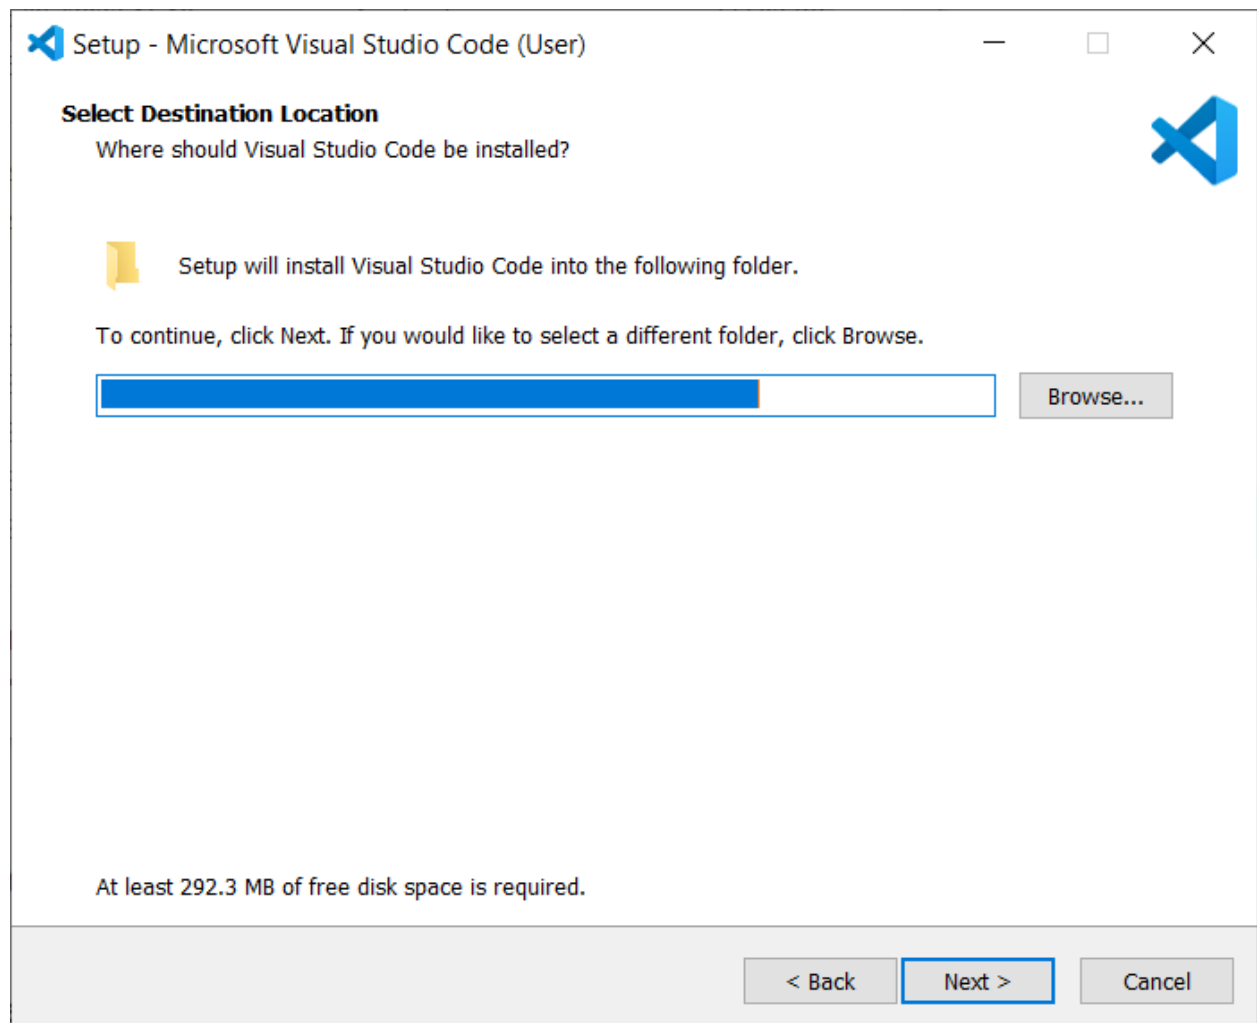 Setup - Microsoft Visual Studio Code (User)
Select Destination Location
Where should Visual Studio Code be installed?
Setup will install Visual Studio Code into the following folder.
To continue, click Next. If you would like to select a different folder, click Browse.
Browse...
At least 292.3 MB of free disk space is required.
< Back
Next >
Cancel